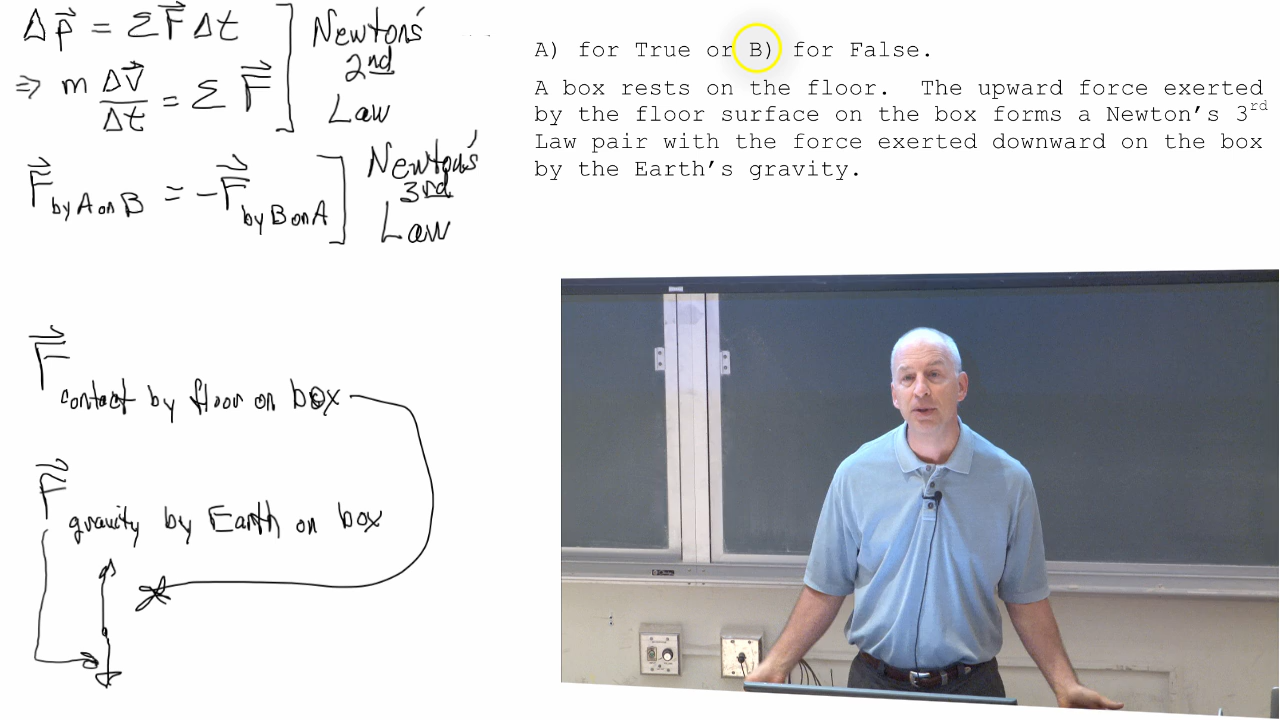 Δp⃗ = ΣF⃗ Δt
⇒ m Δv⃗/Δt = Σ F⃗
Newton's
2nd
Law
F⃗ by A on B = -F⃗ by B on A
Newton's
3rd
Law
F⃗ contact by floor on box
F⃗ gravity by Earth on box
A) for True or B) for False.
A box rests on the floor. The upward force exerted
by the floor surface on the box forms a Newton's 3rd
Law pair with the force exerted downward on the box
by the Earth's gravity.